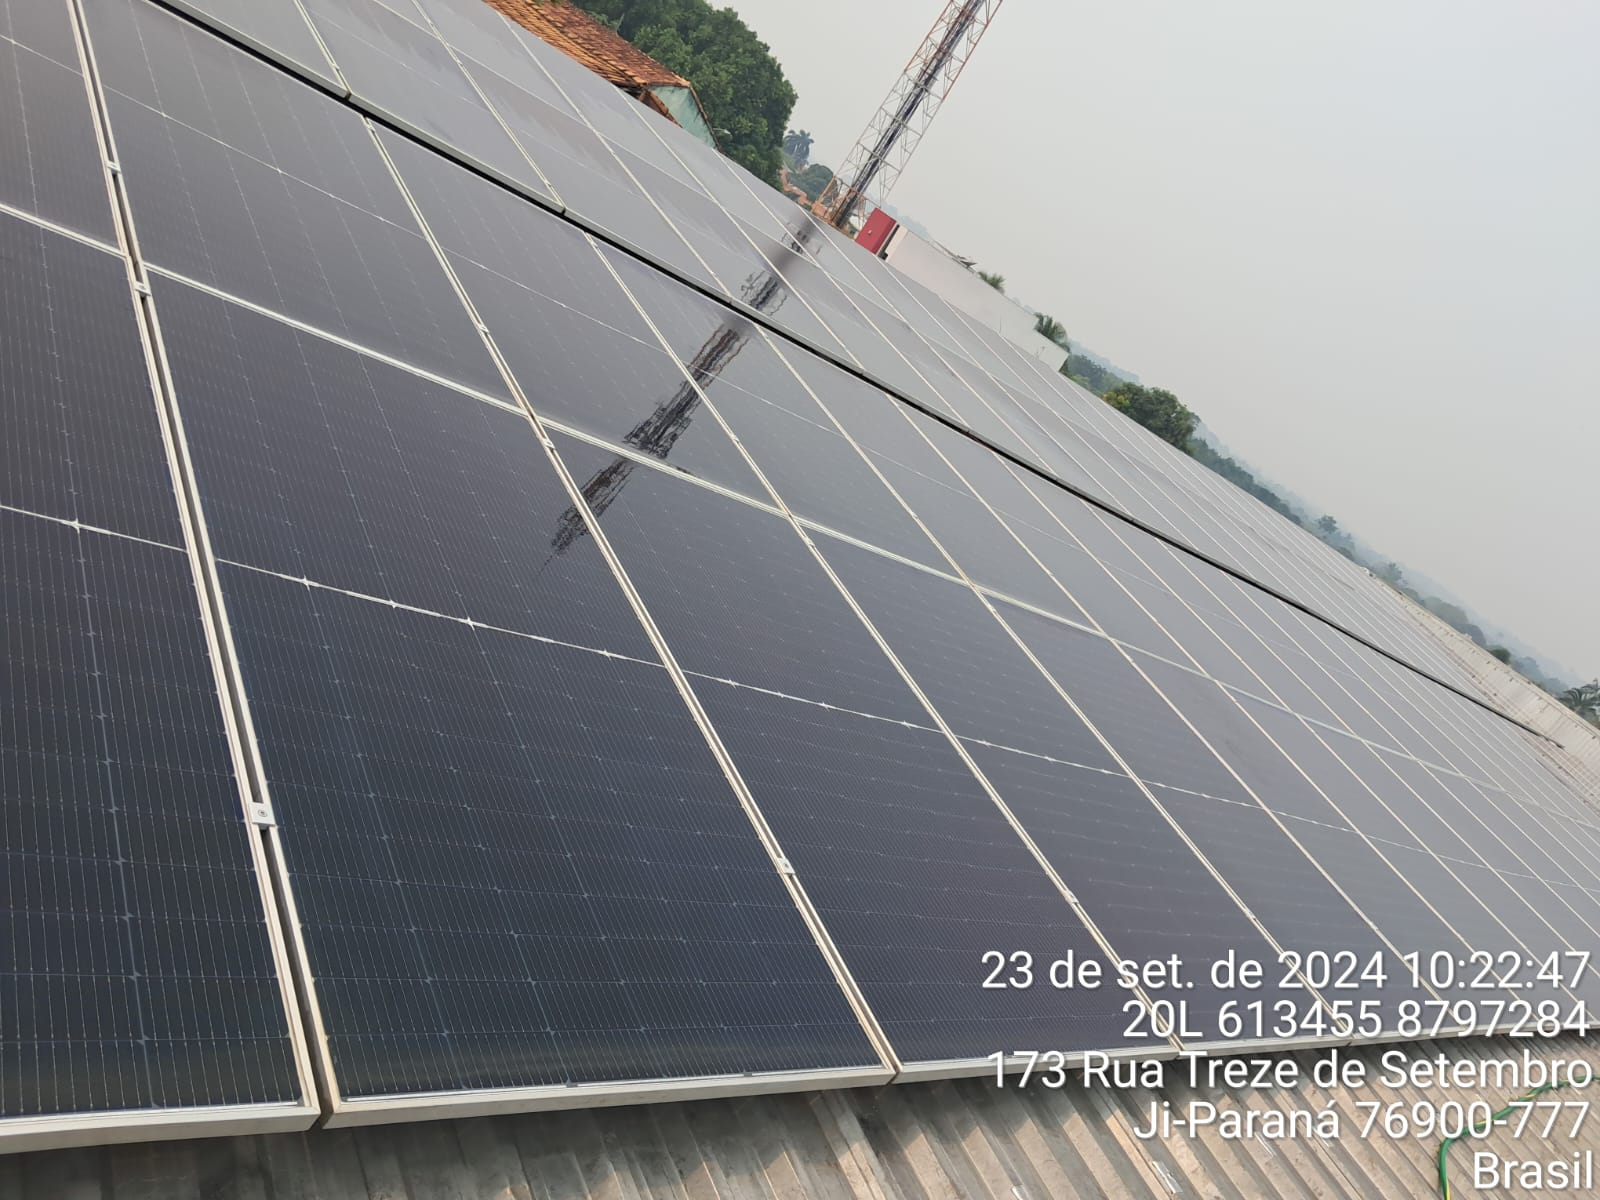 23 de set. de 2024 10:22:47
20L 613455 8797284
173 Rua Treze de Setembro
Ji-Paraná 76900-777
Brasil